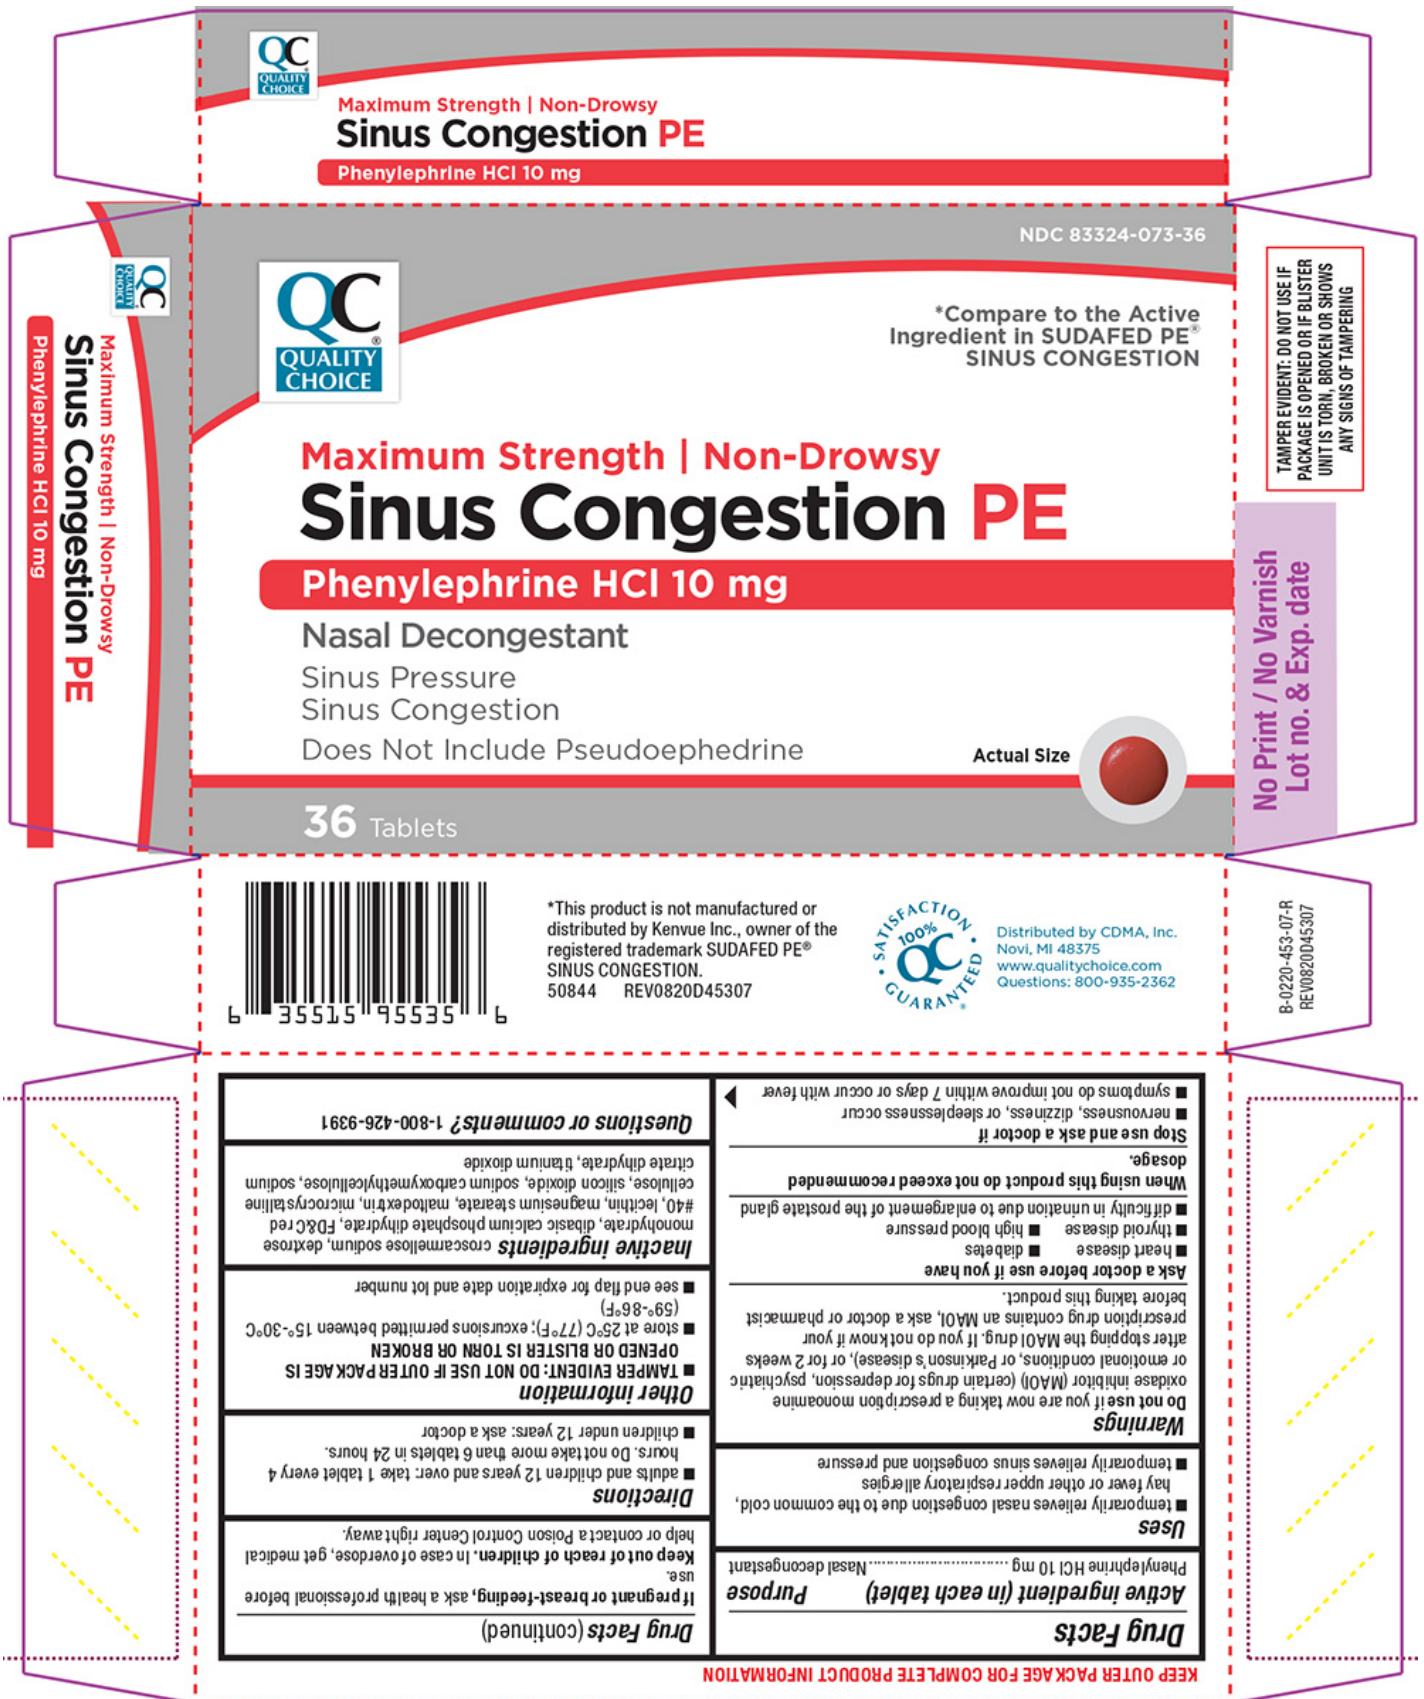 QC
QUALITY
CHOICE
Maximum Strength | Non-Drowsy
Sinus Congestion PE
Phenylephrine HCl 10 mg
QC
QUALITY
CHOICE
Maximum Strength | Non-Drowsy
Sinus Congestion PE
Phenylephrine HCl 10 mg
NDC 83324-073-36
QC®
QUALITY
CHOICE
*Compare to the Active
Ingredient in SUDAFED PE®
SINUS CONGESTION
Maximum Strength | Non-Drowsy
Sinus Congestion PE
Phenylephrine HCl 10 mg
Nasal Decongestant
Sinus Pressure
Sinus Congestion
Does Not Include Pseudoephedrine
Actual Size
36 Tablets
TAMPER EVIDENT: DO NOT USE IF
PACKAGE IS OPENED OR IF BLISTER
UNIT IS TORN, BROKEN OR SHOWS
ANY SIGNS OF TAMPERING
No Print / No Varnish
Lot no. & Exp. date
6 35515 95535 9
*This product is not manufactured or
distributed by Kenvue Inc., owner of the
registered trademark SUDAFED PE®
SINUS CONGESTION.
50844 REV0820D45307
SATISFACTION
100%
QC
GUARANTEED®
Distributed by CDMA, Inc.
Novi, MI 48375
www.qualitychoice.com
Questions: 800-935-2362
B-0220-453-07-R
REV0820D45307
KEEP OUTER PACKAGE FOR COMPLETE PRODUCT INFORMATION
Drug Facts
Active ingredient (in each tablet) Purpose
Phenylephrine HCl 10 mg ................................ Nasal decongestant
Uses
■ temporarily relieves nasal congestion due to the common cold,
hay fever or other upper respiratory allergies
■ temporarily relieves sinus congestion and pressure
Warnings
Do not use if you are now taking a prescription monoamine
oxidase inhibitor (MAOI) (certain drugs for depression, psychiatric
or emotional conditions, or Parkinson's disease), or for 2 weeks
after stopping the MAOI drug. If you do not know if your
prescription drug contains an MAOI, ask a doctor or pharmacist
before taking this product.
Ask a doctor before use if you have
■ heart disease ■ diabetes
■ thyroid disease ■ high blood pressure
■ difficulty in urination due to enlargement of the prostate gland
When using this product do not exceed recommended
dosage.
Stop use and ask a doctor if
■ nervousness, dizziness, or sleeplessness occur
■ symptoms do not improve within 7 days or occur with fever
Drug Facts (continued)
If pregnant or breast-feeding, ask a health professional before
use.
Keep out of reach of children. In case of overdose, get medical
help or contact a Poison Control Center right away.
Directions
■ adults and children 12 years and over: take 1 tablet every 4
hours. Do not take more than 6 tablets in 24 hours.
■ children under 12 years: ask a doctor
Other information
■ TAMPER EVIDENT: DO NOT USE IF OUTER PACKAGE IS
OPENED OR BLISTER IS TORN OR BROKEN
■ store at 25°C (77°F); excursions permitted between 15°-30°C
(59°-86°F)
■ see end flap for expiration date and lot number
Inactive ingredients croscarmellose sodium, dextrose
monohydrate, dibasic calcium phosphate dihydrate, FD&C red
#40, lecithin, magnesium stearate, maltodextrin, microcrystalline
cellulose, silicon dioxide, sodium carboxymethylcellulose, sodium
citrate dihydrate, titanium dioxide
Questions or comments? 1-800-426-9391